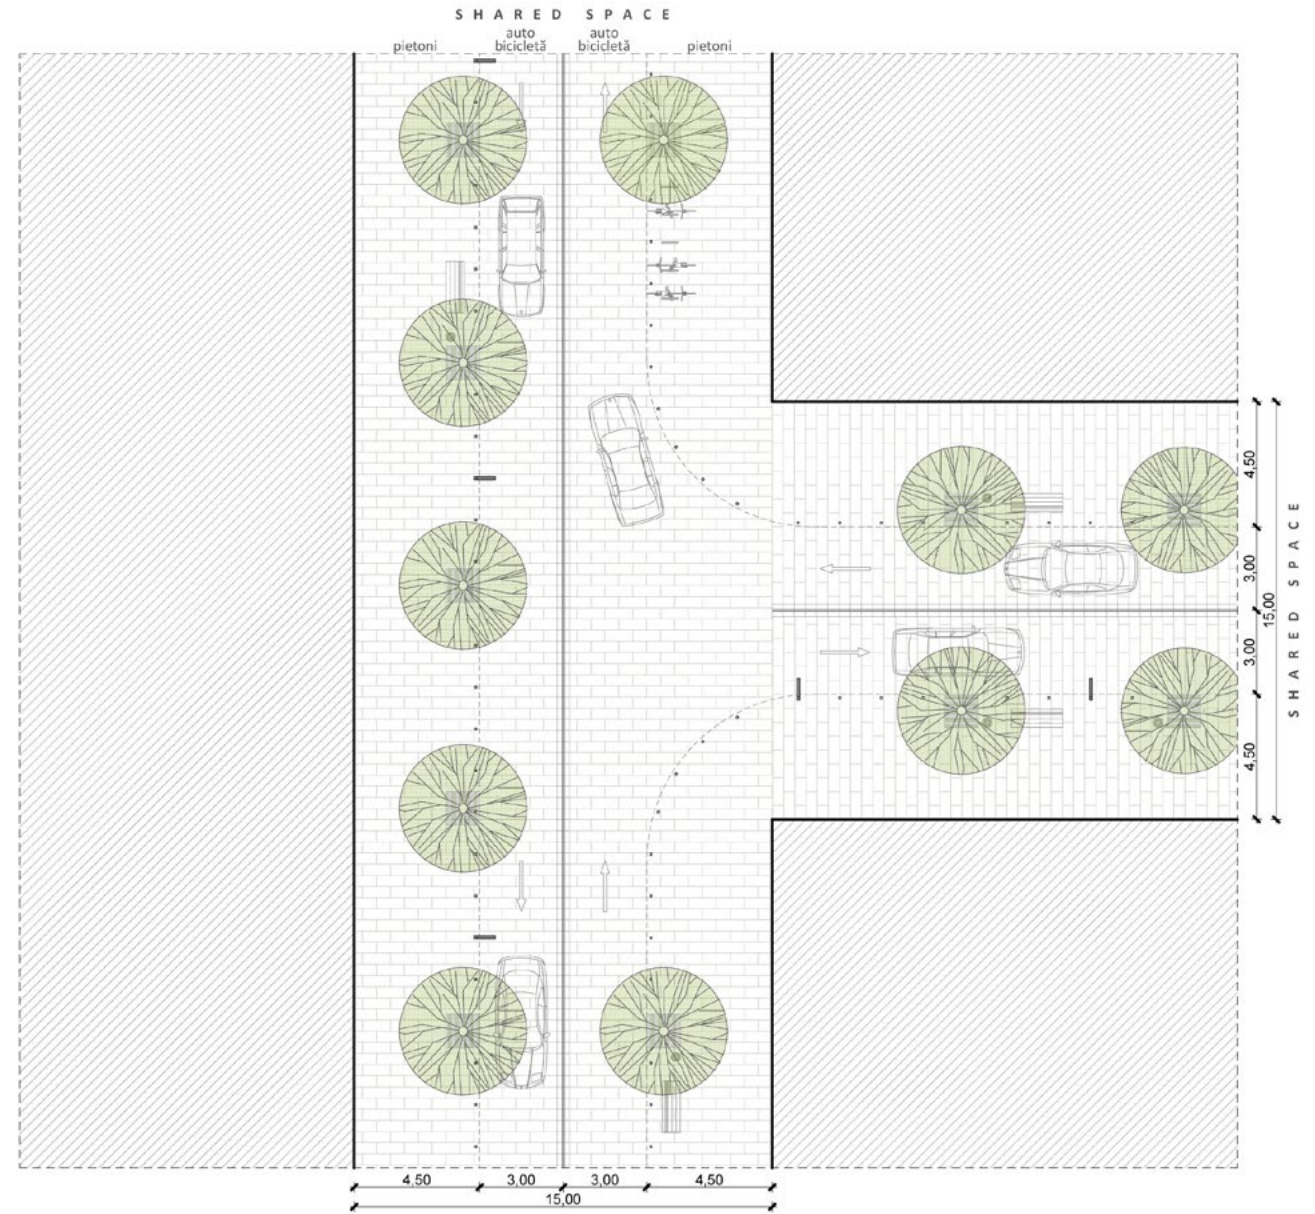 SHARED SPACE
auto auto
pietoni bicicletă bicicletă pietoni
4,50
3,00
15,00
3,00
4,50
SHARED SPACE
4,50 3,00 3,00 4,50
15,00